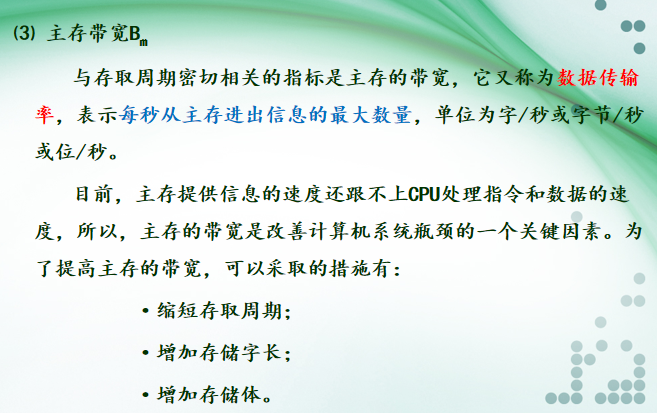 (3) 主存带宽Bm
与存取周期密切相关的指标是主存的带宽，它又称为数据传输
率，表示每秒从主存进出信息的最大数量，单位为字/秒或字节/秒
或位/秒。
目前，主存提供信息的速度还跟不上CPU处理指令和数据的速
度，所以，主存的带宽是改善计算机系统瓶颈的一个关键因素。为
了提高主存的带宽，可以采取的措施有：
·缩短存取周期；
·增加存储字长；
·增加存储体。